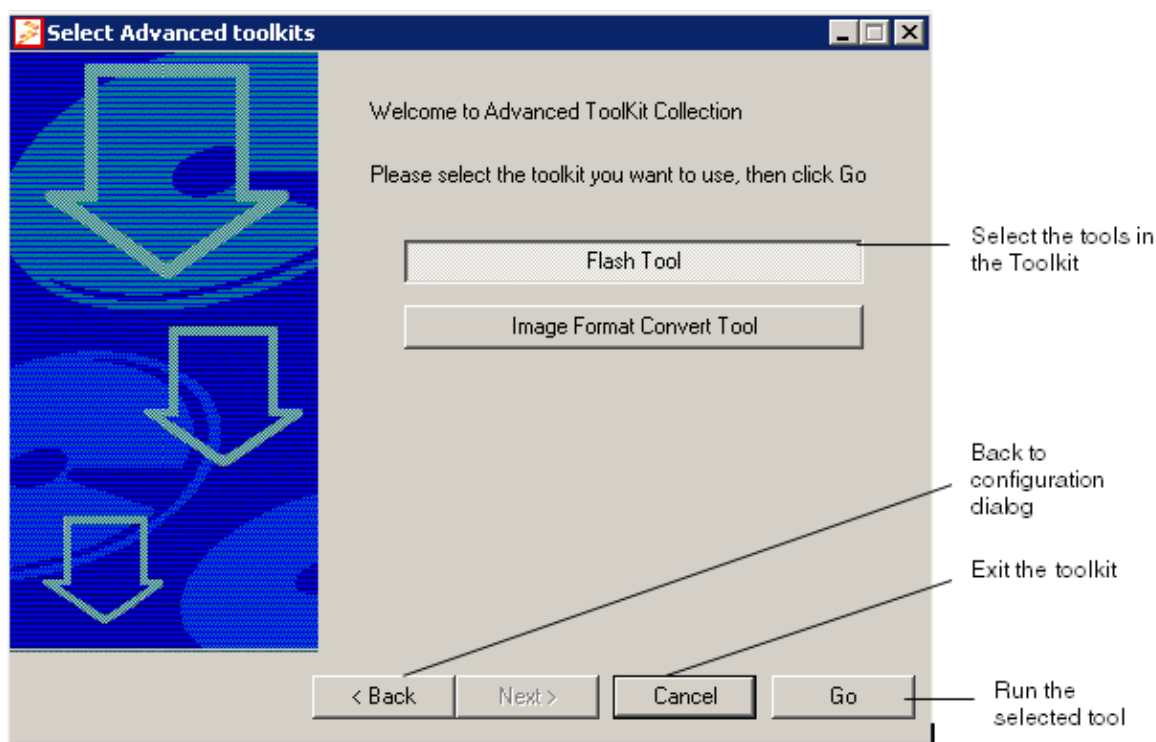 Select Advanced toolkits
Welcome to Advanced ToolKit Collection
Please select the toolkit you want to use, then click Go
Flash Tool
Select the tools in
the Toolkit
Image Format Convert Tool
Back to
configuration
dialog
Exit the toolkit
< Back
Next >
Cancel
Go
Run the
selected tool